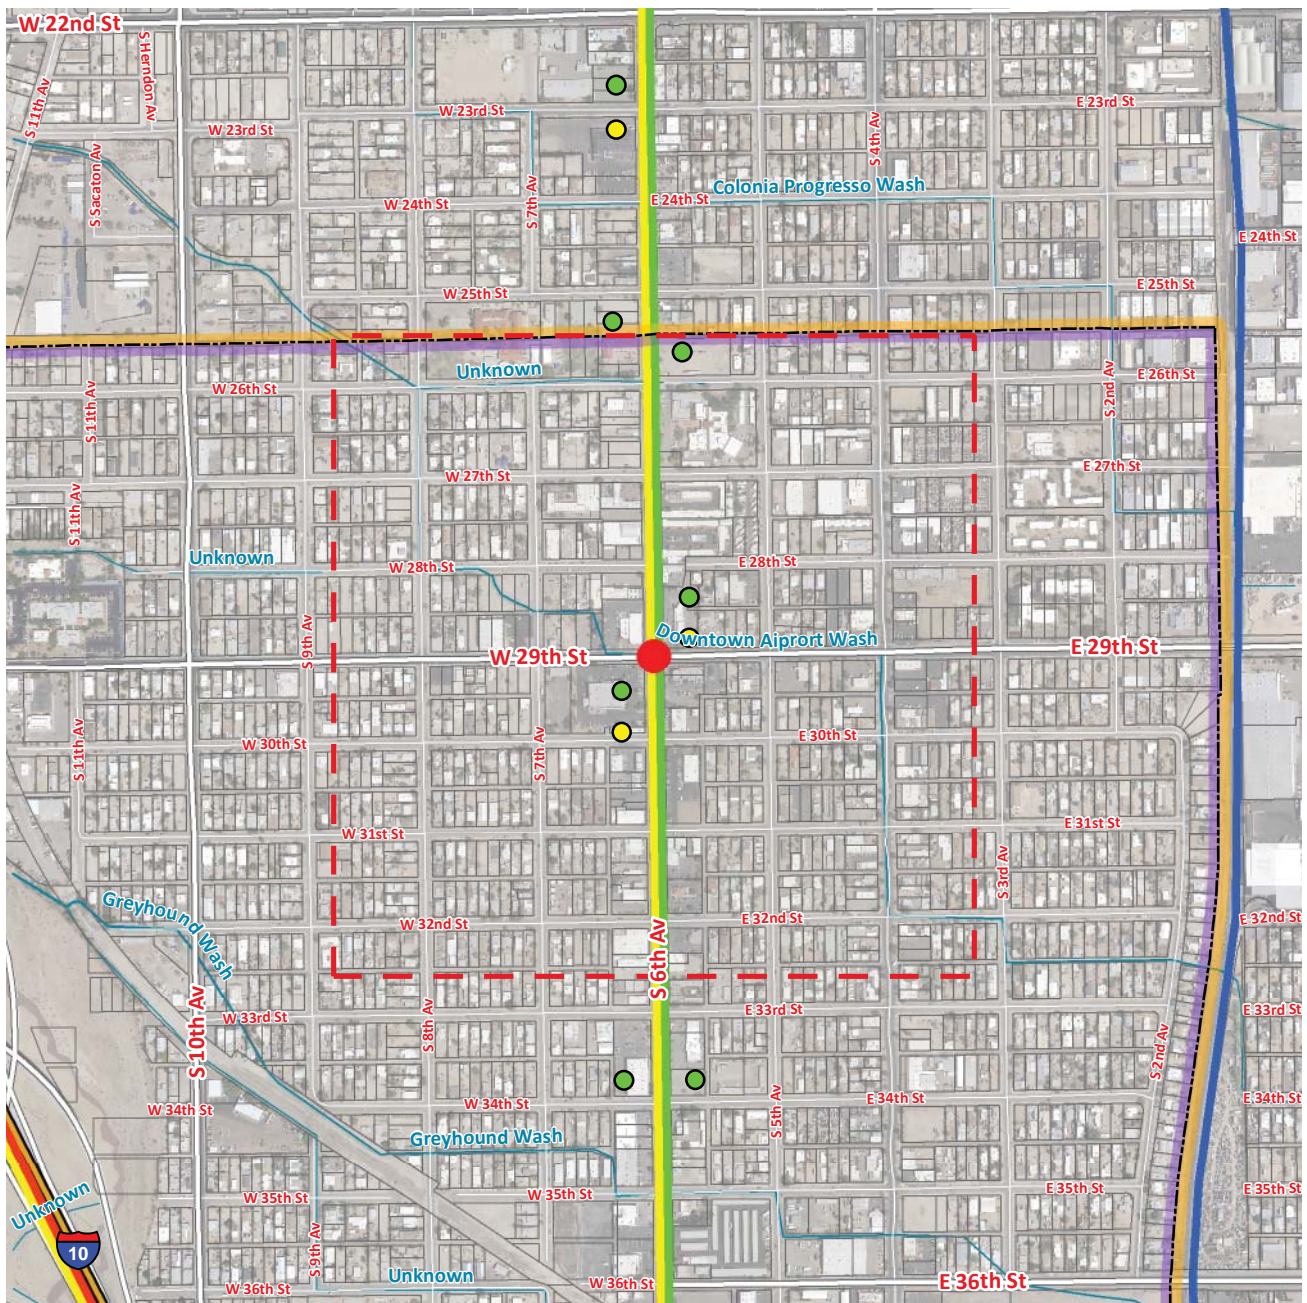 W 22nd St
S Herndon Av
S 11th Av
W 23rd St
E 23rd St
W 23rd St
S 4th Av
S Sacaton Av
S 7th Av
Colonia Progresso Wash
W 24th St
E 24th St
E 24th St
E 25th St
W 25th St
Unknown
E 26th St
W 26th St
S 11th Av
S 2nd Av
E 27th St
W 27th St
S 11th Av
Unknown
W 28th St
E 28th St
S 9th Av
Downtown Aiprort Wash
W 29th St
E 29th St
S 11th Av
W 30th St
S 7th Av
E 30th St
W 31st St
E 31st St
S 3rd Av
Greyhound Wash
W 32nd St
E 32nd St
E 32nd St
S 6th Av
S 10th Av
W 33rd St
S 8th Av
E 33rd St
E 33rd St
S 2nd Av
W 34th St
W 34th St
S 5th Av
E 34th St
E 34th St
Greyhound Wash
Unknown
W 35th St
W 35th St
E 35th St
E 35th St
10
S 9th Av
W 36th St
Unknown
W 36th St
E 36th St